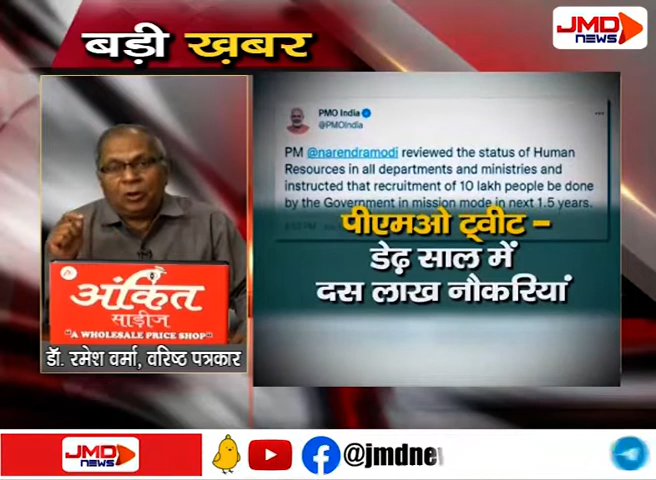 बड़ी ख़बर
JMD
NEWS
PMO India
@PMOIndia
PM @narendramodi reviewed the status of Human
Resources in all departments and ministries and
instructed that recruitment of 10 lakh people be done
by the Government in mission mode in next 1.5 years.
पीएमओ ट्वीट –
डेढ़ साल में
दस लाख नौकरियां
अंकित
साड़ीज
"A WHOLESALE PRICE SHOP"
डॉ. रमेश वर्मा, वरिष्ठ पत्रकार
JMD
NEWS
@jmdne